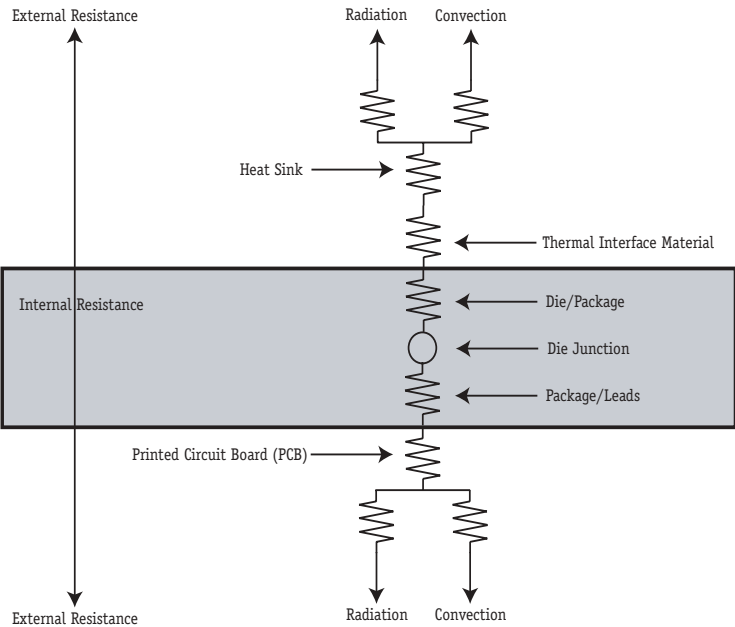 External Resistance
Radiation
Convection
Heat Sink
Thermal Interface Material
Internal Resistance
Die/Package
Die Junction
Package/Leads
Printed Circuit Board (PCB)
External Resistance
Radiation
Convection